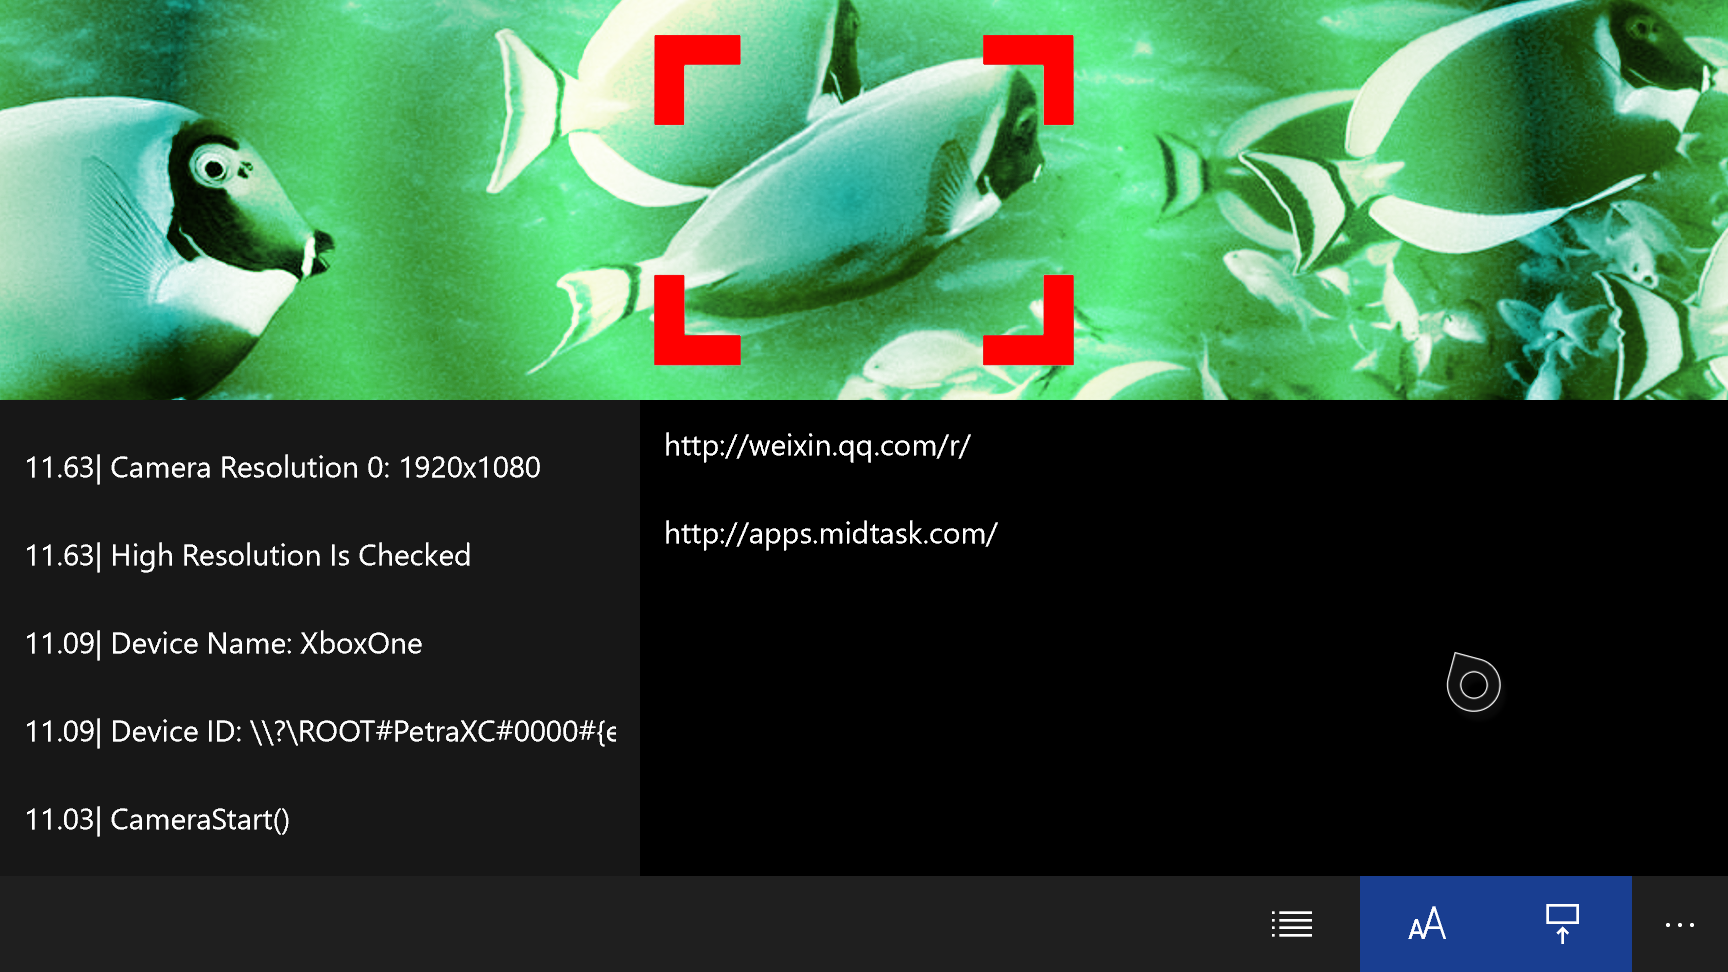 11.63| Camera Resolution 0: 1920x1080
11.63| High Resolution Is Checked
11.09| Device Name: XboxOne
11.09| Device ID: \\?\ROOT#PetraXC#0000#{e
11.03| CameraStart()
http://weixin.qq.com/r/
http://apps.midtask.com/
AA
...